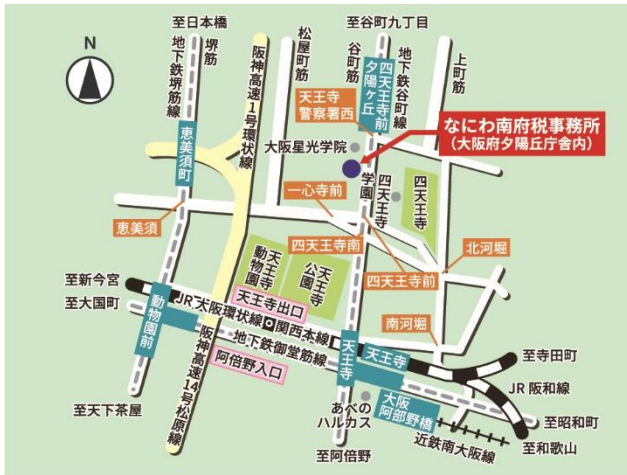 至日本橋
至谷町九丁目
N
堺筋
地下鉄堺筋線
阪神高速1号環状線
松屋町筋
谷町筋
四天王寺前
夕陽ヶ丘
地下鉄谷町線
上町筋
天王寺
警察署西
なにわ南府税事務所
(大阪府夕陽丘庁舎内)
大阪星光学院
恵美須町
学園
四天王寺
四天王寺
一心寺前
恵美須
四天王寺南
四天王寺前
北河堀
天王寺
動物園
天王寺
公園
至新今宮
天王寺出口
至大国町
JR大阪環状線
関西本線
南河堀
動物園前
地下鉄御堂筋線
天王寺
天王寺
至寺田町
阪神高速14号松原線
阿倍野入口
JR阪和線
至天下茶屋
あべの
ハルカス
大阪
阿部野橋
至昭和町
近鉄南大阪線
至和歌山
至阿倍野